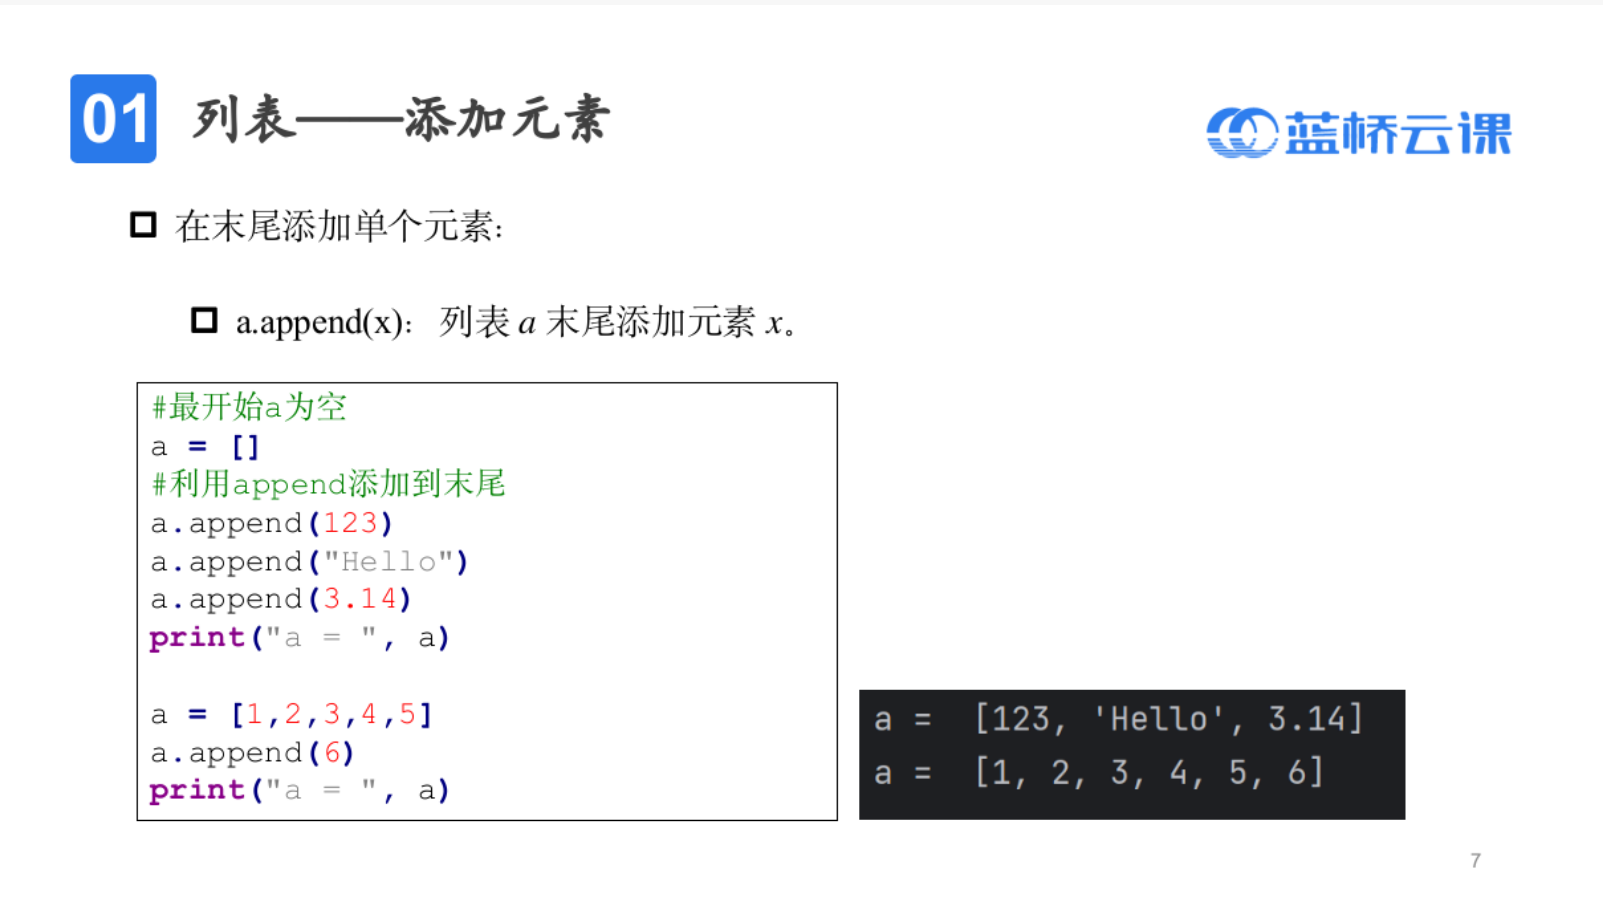 01 列表——添加元素
蓝桥云课
在末尾添加单个元素：
a.append(x)： 列表 a 末尾添加元素 x。
#最开始a为空
a = []
#利用append添加到末尾
a.append(123)
a.append("Hello")
a.append(3.14)
print("a = ", a)
a = [1,2,3,4,5]
a.append(6)
print("a = ", a)
a =  [123, 'Hello', 3.14]
a =  [1, 2, 3, 4, 5, 6]
7